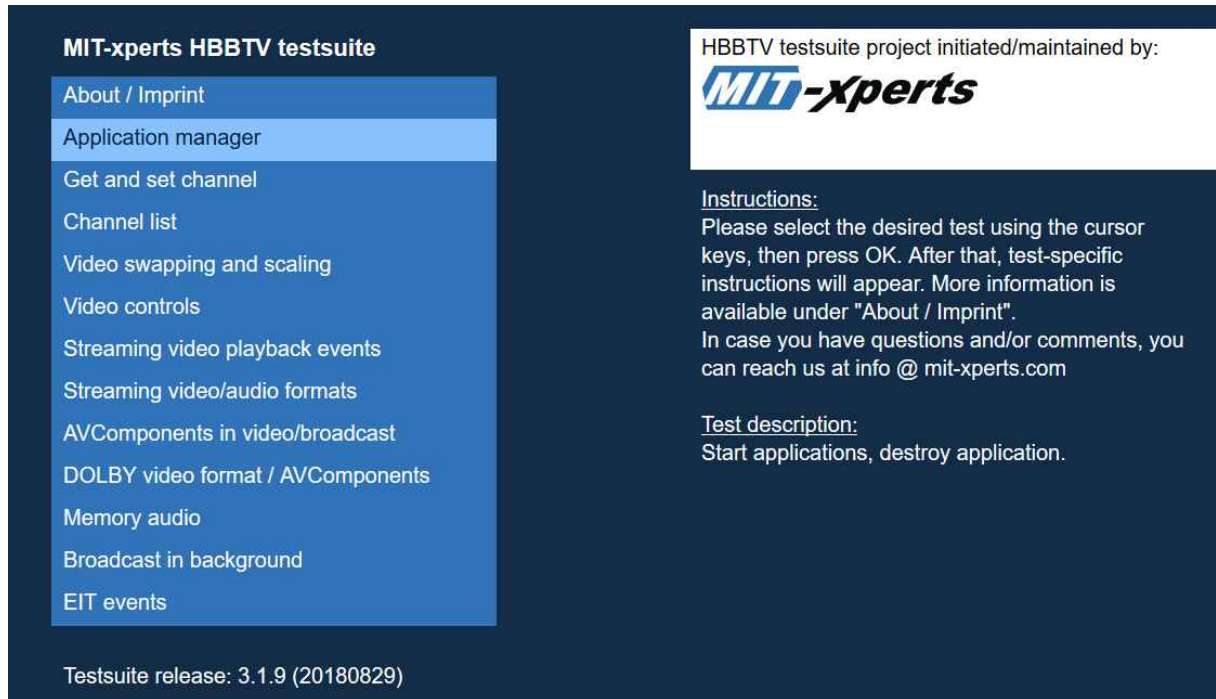 MIT-xperts HBBTV testsuite
About / Imprint
Application manager
Get and set channel
Channel list
Video swapping and scaling
Video controls
Streaming video playback events
Streaming video/audio formats
AVComponents in video/broadcast
DOLBY video format / AVComponents
Memory audio
Broadcast in background
EIT events
Testsuite release: 3.1.9 (20180829)
HBBTV testsuite project initiated/maintained by:
MIT-xperts
Instructions:
Please select the desired test using the cursor
keys, then press OK. After that, test-specific
instructions will appear. More information is
available under "About / Imprint".
In case you have questions and/or comments, you
can reach us at info @ mit-xperts.com
Test description:
Start applications, destroy application.